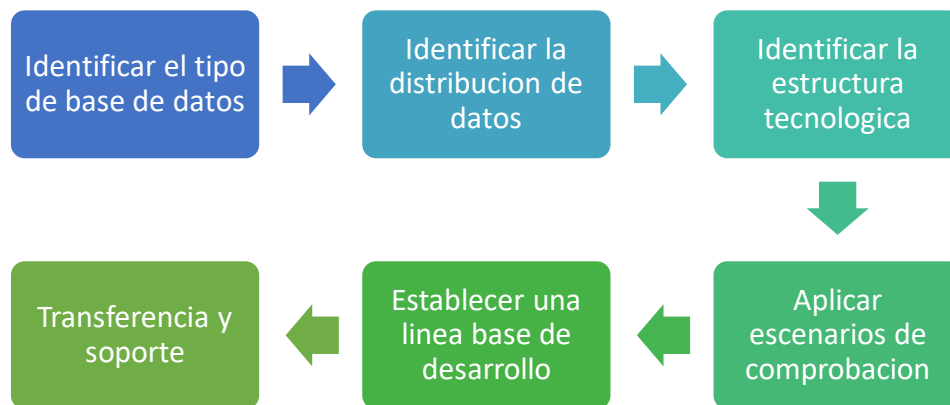 Identificar el tipo
de base de datos
Identificar la
distribucion de
datos
Identificar la
estructura
tecnologica
Aplicar
escenarios de
comprobacion
Establecer una
linea base de
desarrollo
Transferencia y
soporte